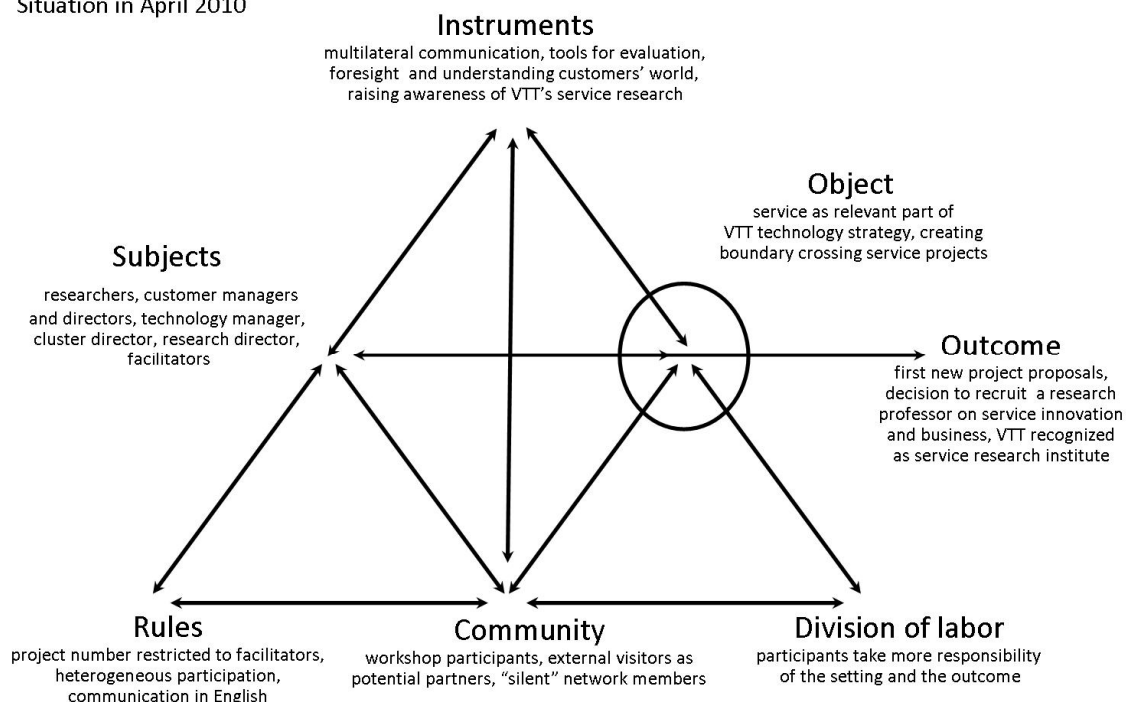 Situation in April 2010
Instruments
multilateral communication, tools for evaluation,
foresight and understanding customers’ world,
raising awareness of VTT’s service research
Object
service as relevant part of
VTT technology strategy, creating
boundary crossing service projects
Subjects
researchers, customer managers
and directors, technology manager,
cluster director, research director,
facilitators
Outcome
first new project proposals,
decision to recruit a research
professor on service innovation
and business, VTT recognized
as service research institute
Rules
project number restricted to facilitators,
heterogeneous participation,
communication in English
Community
workshop participants, external visitors as
potential partners, “silent” network members
Division of labor
participants take more responsibility
of the setting and the outcome